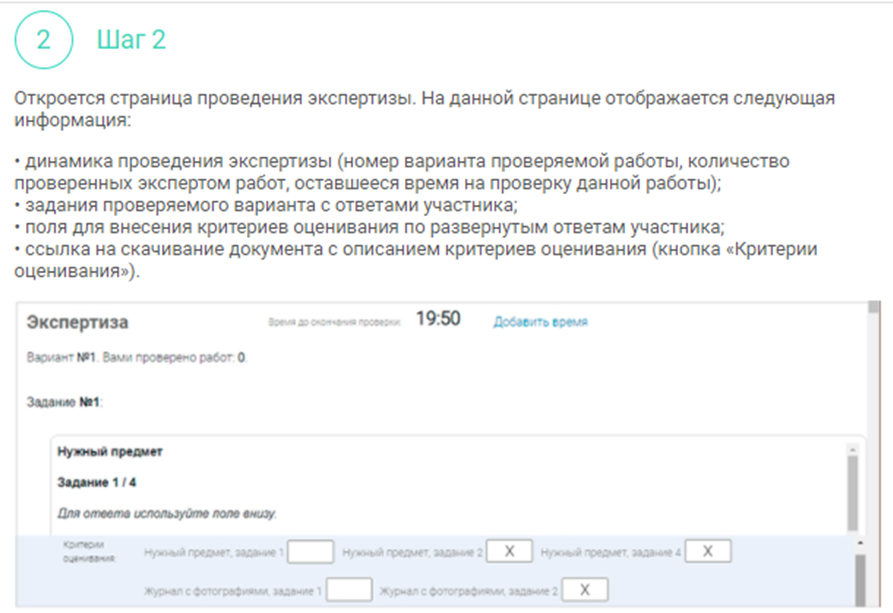 2 Шаг 2
Откроется страница проведения экспертизы. На данной странице отображается следующая
информация:
• динамика проведения экспертизы (номер варианта проверяемой работы, количество
проверенных экспертом работ, оставшееся время на проверку данной работы);
• задания проверяемого варианта с ответами участника;
• поля для внесения критериев оценивания по развернутым ответам участника;
• ссылка на скачивание документа с описанием критериев оценивания (кнопка «Критерии
оценивания»).
Экспертиза Время до окончания проверки: 19:50 Добавить время
Вариант №1. Вами проверено работ: 0.
Задание №1:
Нужный предмет
Задание 1 / 4
Для ответа используйте поле внизу.
Критерии
оценивания: Нужный предмет, задание 1 Нужный предмет, задание 2 X Нужный предмет, задание 4 X
Журнал с фотографиями, задание 1 Журнал с фотографиями, задание 2 X